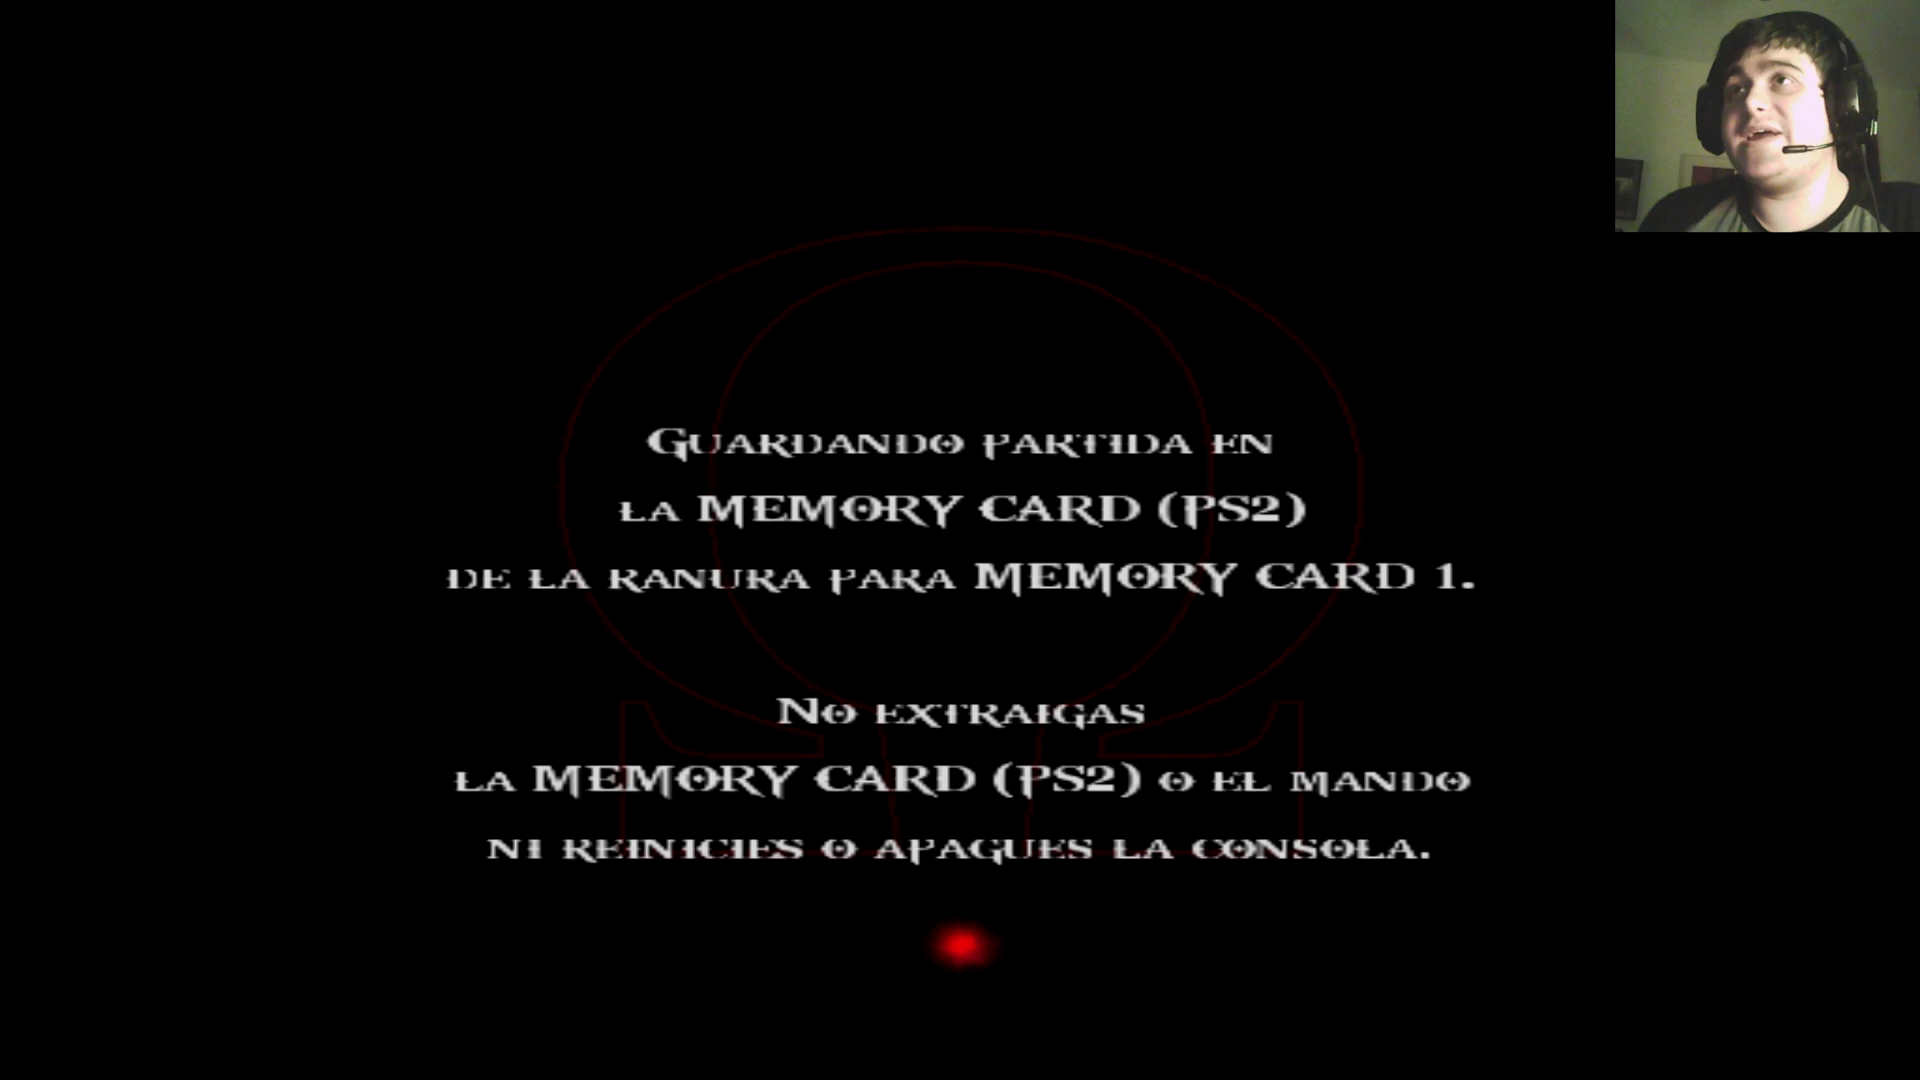 Guardando partida en
la MEMORY CARD (PS2)
de la ranura para MEMORY CARD 1.
No extraigas
la MEMORY CARD (PS2) o el mando
ni reinicies o apagues la consola.